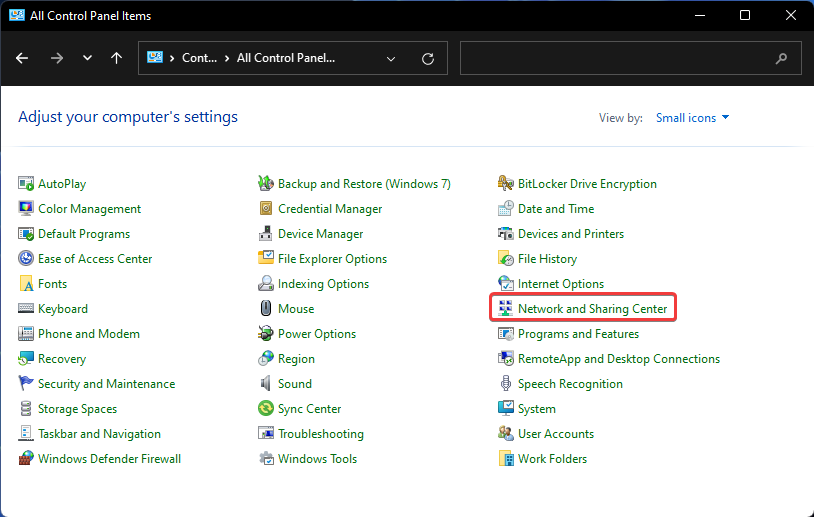 All Control Panel Items
Cont... > All Control Panel...
Adjust your computer's settings
View by: Small icons
AutoPlay
Backup and Restore (Windows 7)
BitLocker Drive Encryption
Color Management
Credential Manager
Date and Time
Default Programs
Device Manager
Devices and Printers
Ease of Access Center
File Explorer Options
File History
Fonts
Indexing Options
Internet Options
Keyboard
Mouse
Network and Sharing Center
Phone and Modem
Power Options
Programs and Features
Recovery
Region
RemoteApp and Desktop Connections
Security and Maintenance
Sound
Speech Recognition
Storage Spaces
Sync Center
System
Taskbar and Navigation
Troubleshooting
User Accounts
Windows Defender Firewall
Windows Tools
Work Folders